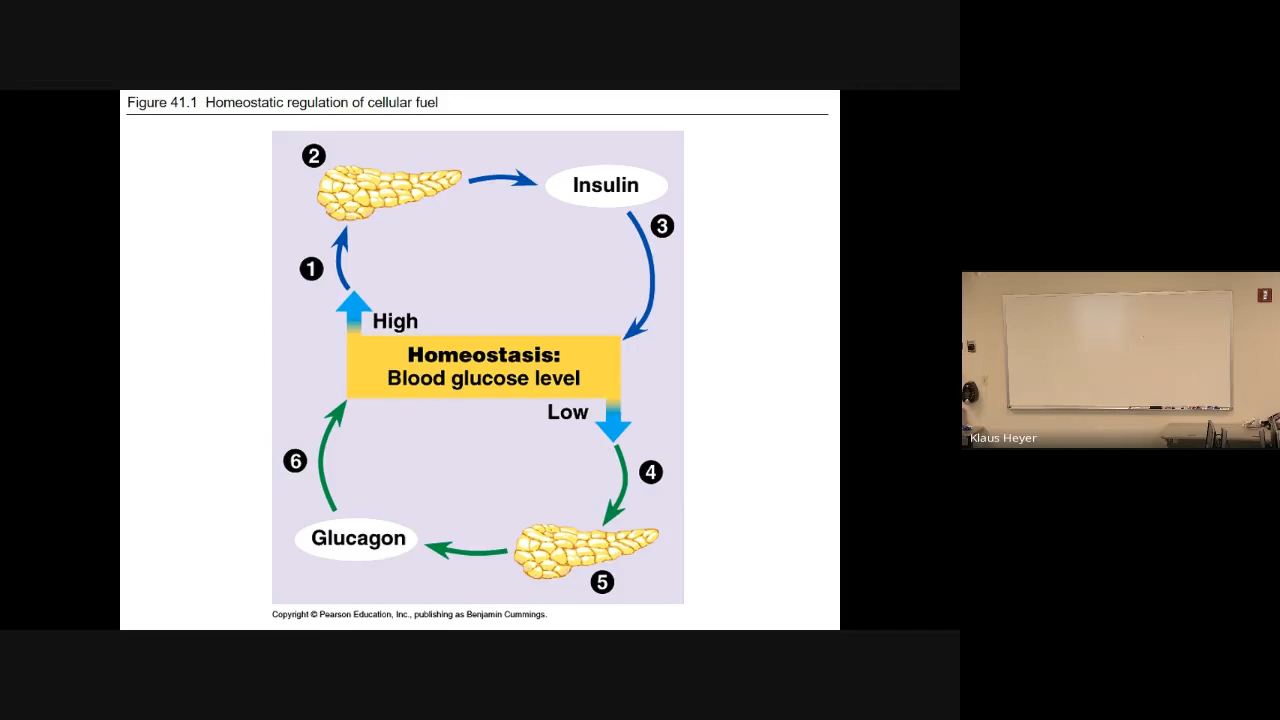 Figure 41.1 Homeostatic regulation of cellular fuel
2
Insulin
3
1
High
Homeostasis:
Blood glucose level
Low
6
4
Glucagon
5
Copyright © Pearson Education, Inc., publishing as Benjamin Cummings.
Klaus Heyer